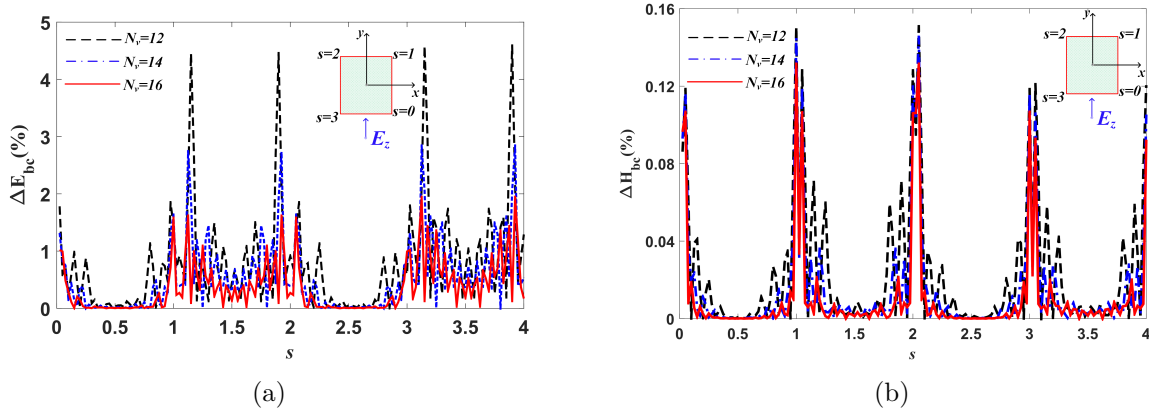 5
4
3
2
1
0
ΔE_bc(%)
N_v=12
N_v=14
N_v=16
y
s=2
s=1
x
s=3
s=0
E_z
0
0.5
1
1.5
2
2.5
3
3.5
4
s
(a)
0.16
0.12
0.08
0.04
0
ΔH_bc(%)
N_v=12
N_v=14
N_v=16
y
s=2
s=1
x
s=3
s=0
E_z
0
0.5
1
1.5
2
2.5
3
3.5
4
s
(b)